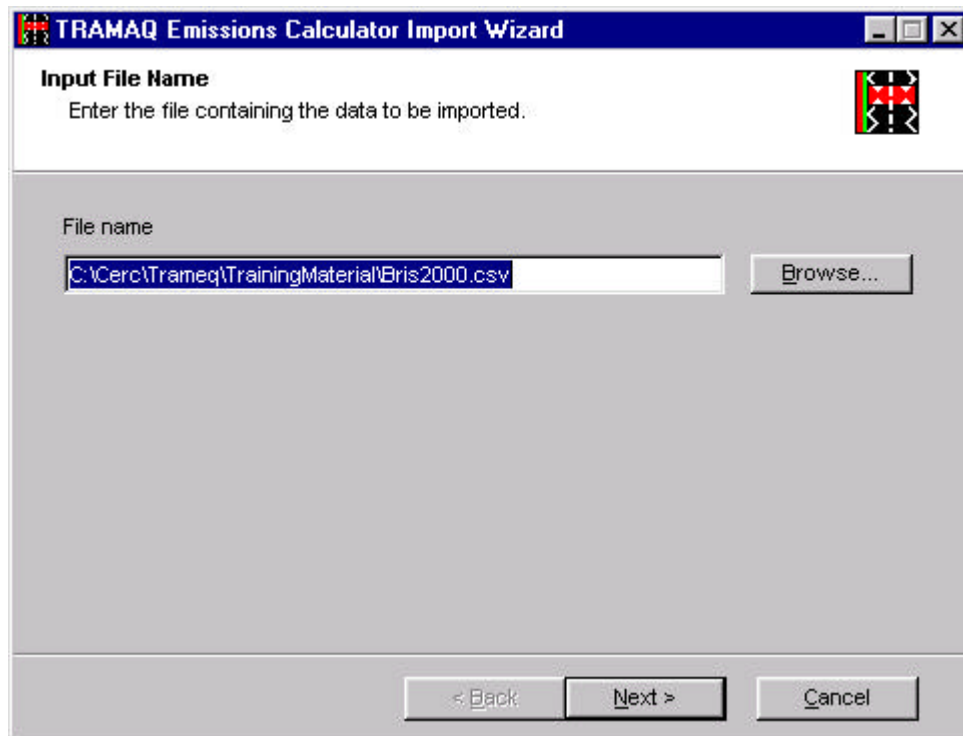 TRAMAQ Emissions Calculator Import Wizard
Input File Name
Enter the file containing the data to be imported.
File name
C:\Cerc\Trameq\TrainingMaterial\Bris2000.csv
Browse...
< Back Next > Cancel